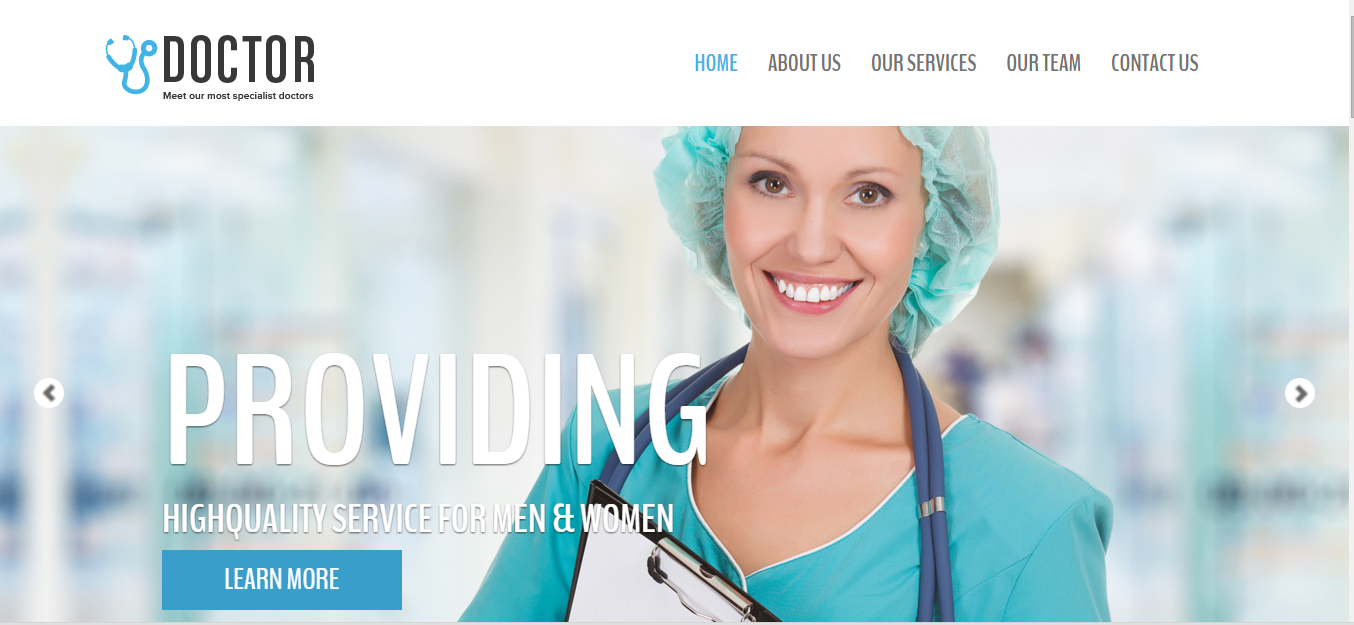 DOCTOR
Meet our most specialist doctors
HOME ABOUT US OUR SERVICES OUR TEAM CONTACT US
PROVIDING
HIGHQUALITY SERVICE FOR MEN & WOMEN
LEARN MORE